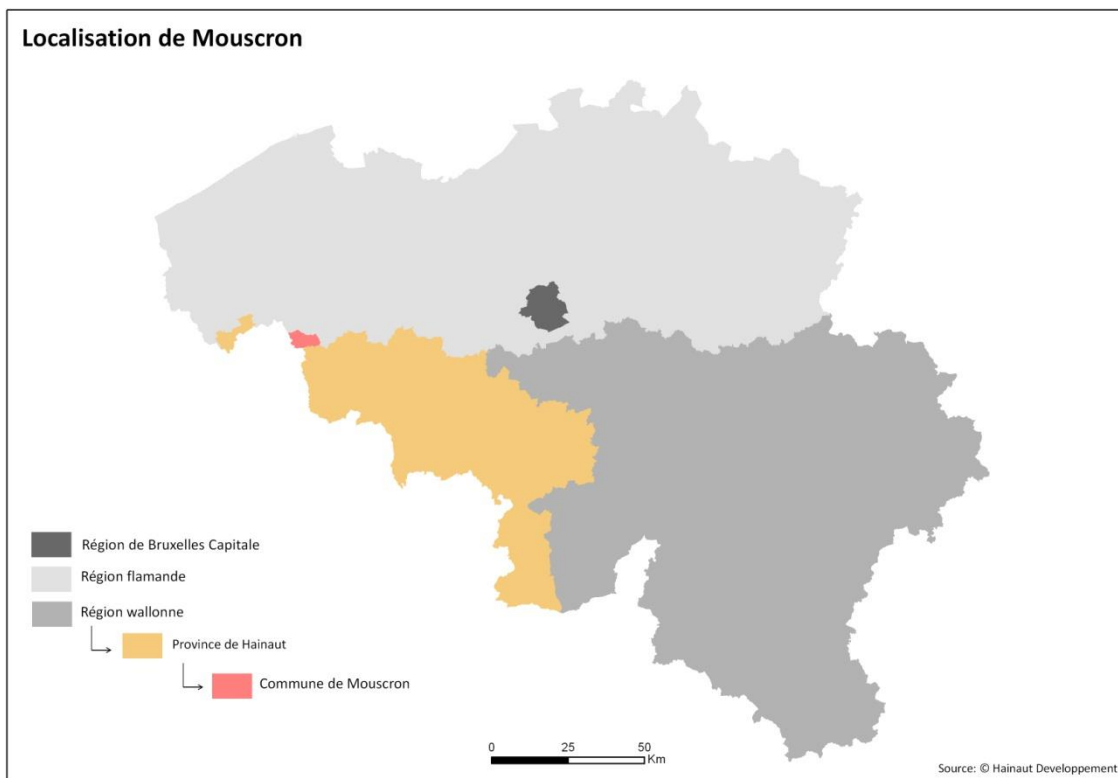 Localisation de Mouscron
Région de Bruxelles Capitale
Région flamande
Région wallonne
Province de Hainaut
Commune de Mouscron
0 25 50
Km
Source: © Hainaut Developpement